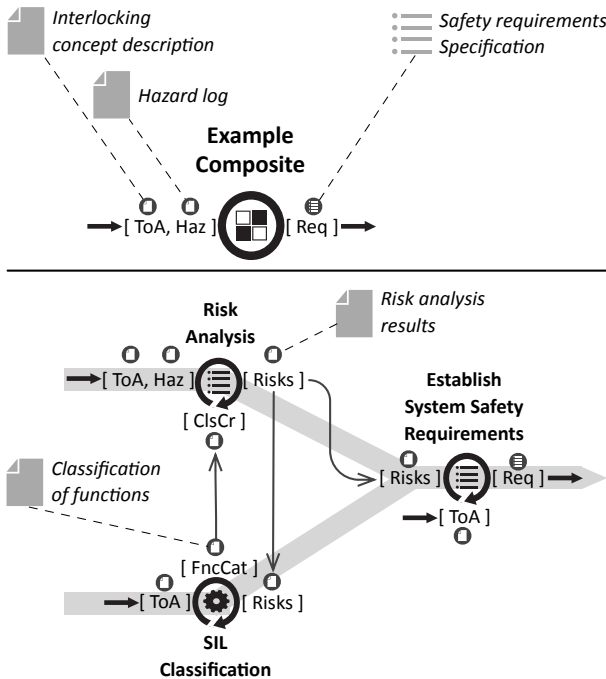 Interlocking
concept description
Safety requirements
Specification
Hazard log
Example
Composite
[ ToA, Haz ]
[ Req ]
Risk
Analysis
Risk analysis
results
[ ToA, Haz ]
[ Risks ]
Establish
System Safety
Requirements
[ ClsCr ]
Classification
of functions
[ Risks ]
[ Req ]
[ ToA ]
[ FncCat ]
[ ToA ]
[ Risks ]
SIL
Classification